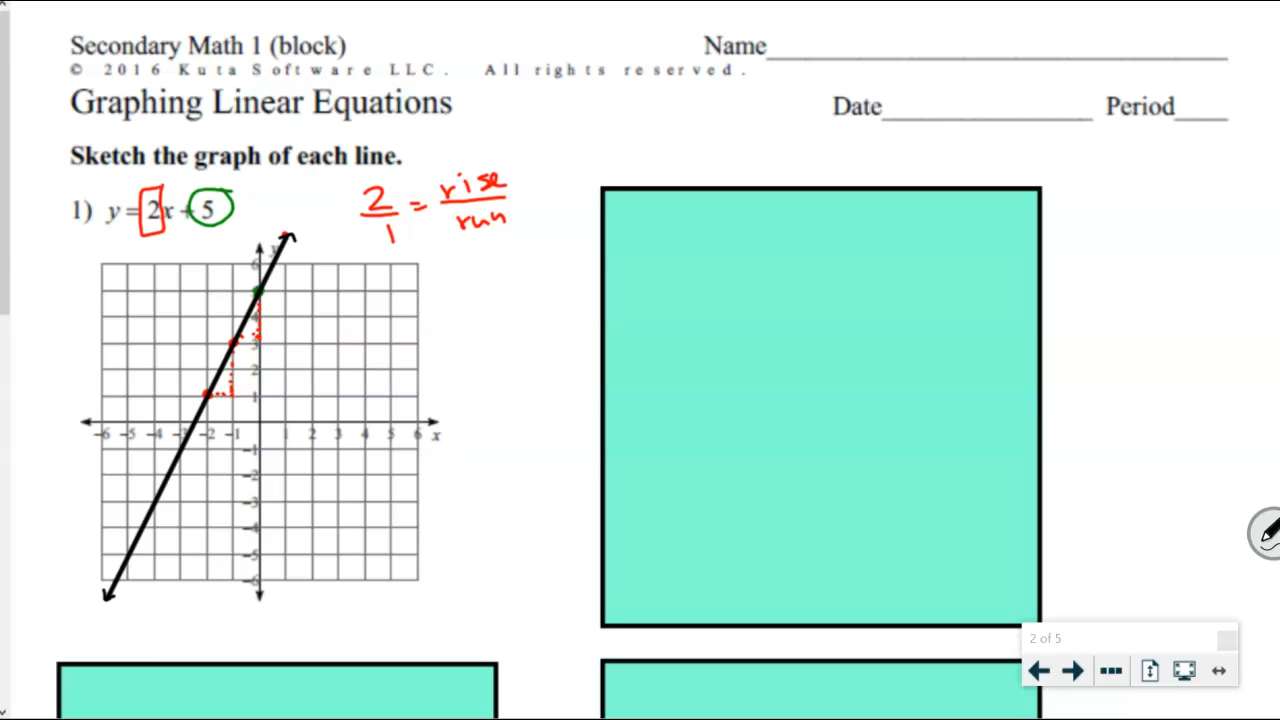 Secondary Math 1 (block) Name
© 2016 Kuta Software LLC. All rights reserved.
Graphing Linear Equations Date Period
Sketch the graph of each line.
1) y = 2x + 5
2/1 = rise/run
y
6
4
3
2
1
-6 -5 -4 -3 -2 -1 1 2 3 4 5 6 x
-1
-2
-3
-4
-5
-6
2 of 5